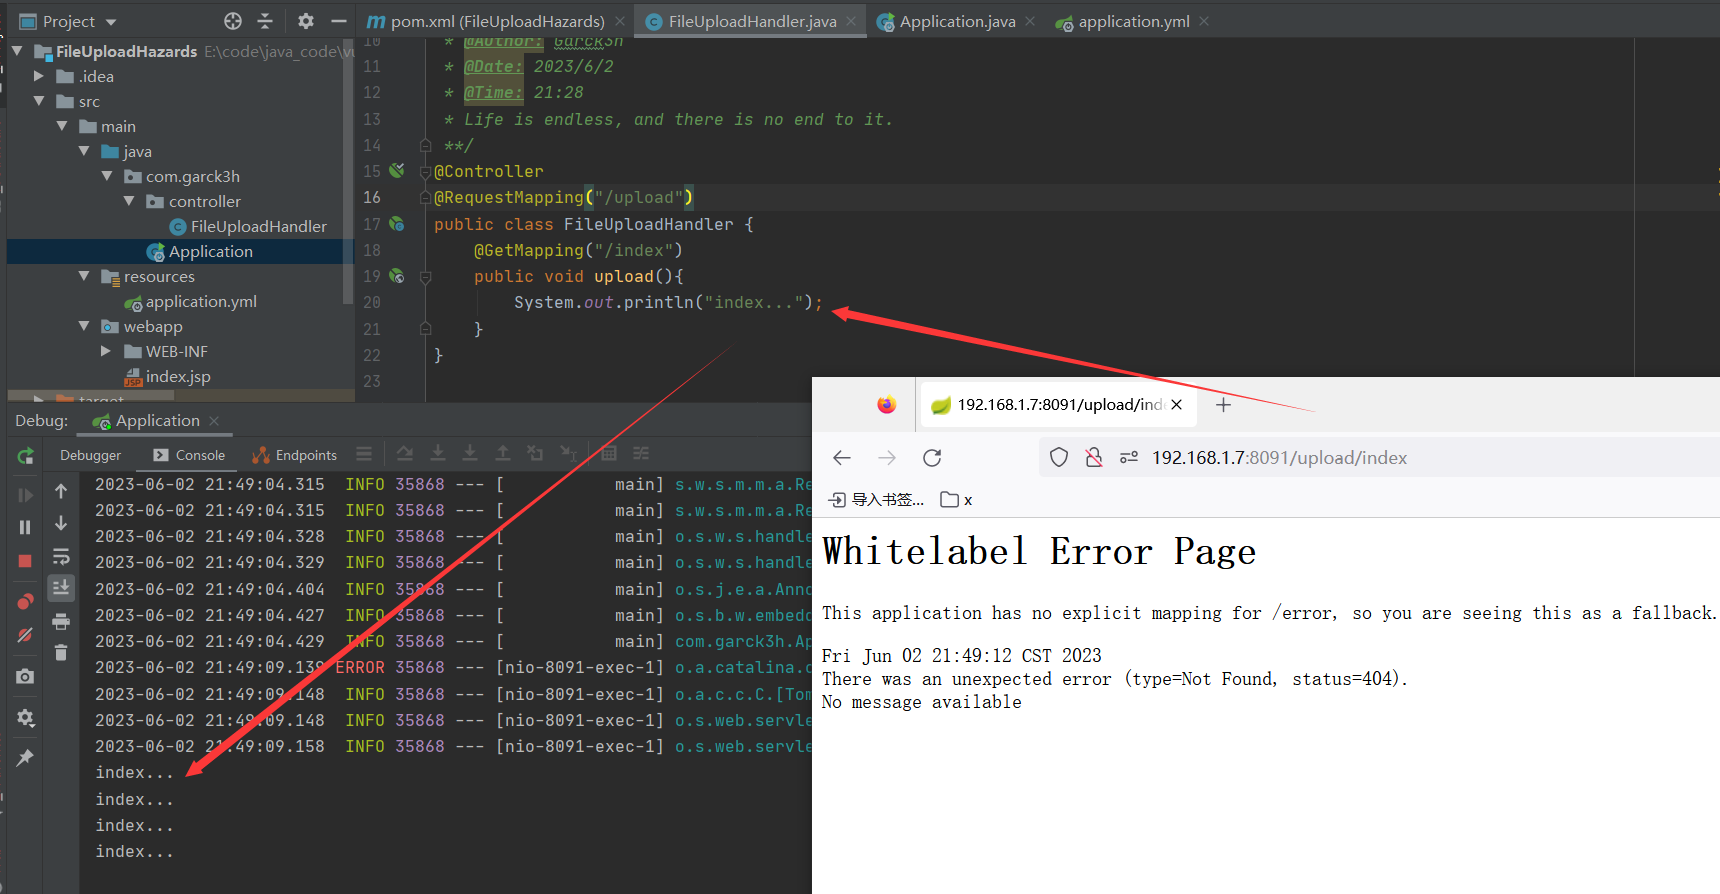 Project
pom.xml (FileUploadHazards)
FileUploadHandler.java
Application.java
application.yml
FileUploadHazards E:\code\java_code\vu
.idea
src
main
java
com.garck3h
controller
FileUploadHandler
Application
resources
application.yml
webapp
WEB-INF
index.jsp
target
10 * @Author: Garck3h
11 * @Date: 2023/6/2
12 * @Time: 21:28
13 * Life is endless, and there is no end to it.
14 **/
15 @Controller
16 @RequestMapping("/upload")
17 public class FileUploadHandler {
18 @GetMapping("/index")
19 public void upload(){
20 System.out.println("index...");
21 }
22 }
23
Debug: Application
Debugger Console Endpoints
2023-06-02 21:49:04.315 INFO 35868 --- [ main] s.w.s.m.m.a.Re
2023-06-02 21:49:04.315 INFO 35868 --- [ main] s.w.s.m.m.a.Re
2023-06-02 21:49:04.328 INFO 35868 --- [ main] o.s.w.s.handle
2023-06-02 21:49:04.329 INFO 35868 --- [ main] o.s.w.s.handle
2023-06-02 21:49:04.404 INFO 35868 --- [ main] o.s.j.e.a.Anno
2023-06-02 21:49:04.427 INFO 35868 --- [ main] o.s.b.w.embedd
2023-06-02 21:49:04.429 INFO 35868 --- [ main] com.garck3h.Ap
2023-06-02 21:49:09.139 ERROR 35868 --- [nio-8091-exec-1] o.a.catalina.c
2023-06-02 21:49:09.148 INFO 35868 --- [nio-8091-exec-1] o.a.c.c.C.[Tom
2023-06-02 21:49:09.148 INFO 35868 --- [nio-8091-exec-1] o.s.web.servle
2023-06-02 21:49:09.158 INFO 35868 --- [nio-8091-exec-1] o.s.web.servle
index...
index...
index...
index...
192.168.1.7:8091/upload/ind
192.168.1.7:8091/upload/index
导入书签... x
Whitelabel Error Page
This application has no explicit mapping for /error, so you are seeing this as a fallback.
Fri Jun 02 21:49:12 CST 2023
There was an unexpected error (type=Not Found, status=404).
No message available